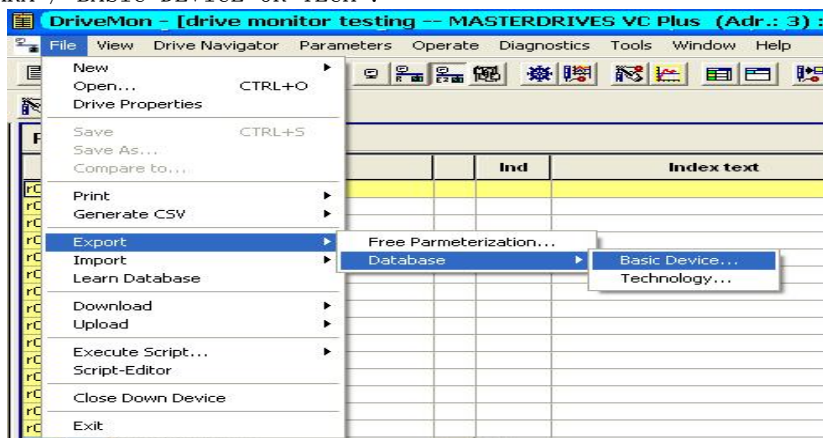 DriveMon - [drive monitor testing -- MASTERDRIVES VC Plus (Adr.: 3) :
File View Drive Navigator Parameters Operate Diagnostics Tools Window Help
New
Open... CTRL+O
Drive Properties
Save CTRL+S
Save As...
Compare to...
Ind Index text
Print
Generate CSV
Export
Free Parmeterization...
Import
Database
Basic Device...
Learn Database
Technology...
Download
Upload
Execute Script...
Script-Editor
Close Down Device
Exit